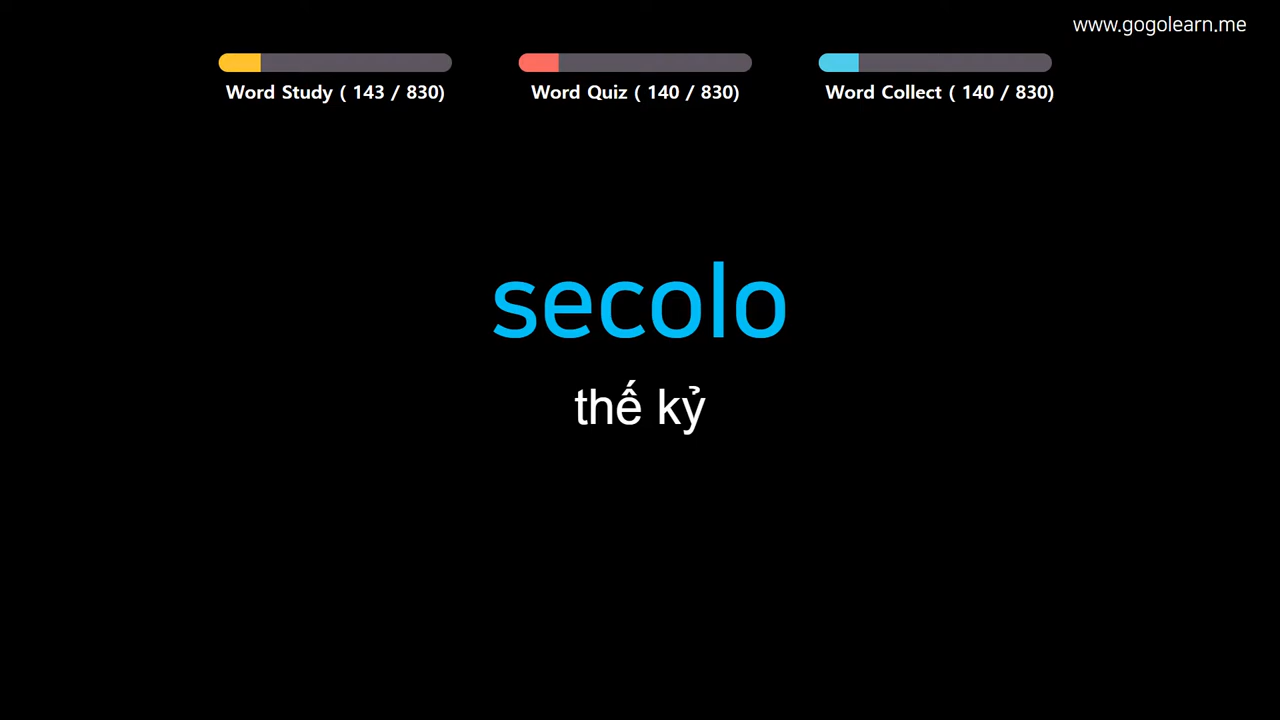 www.gogolearn.me
Word Study ( 143 / 830)
Word Quiz ( 140 / 830)
Word Collect ( 140 / 830)
secolo
thế kỷ